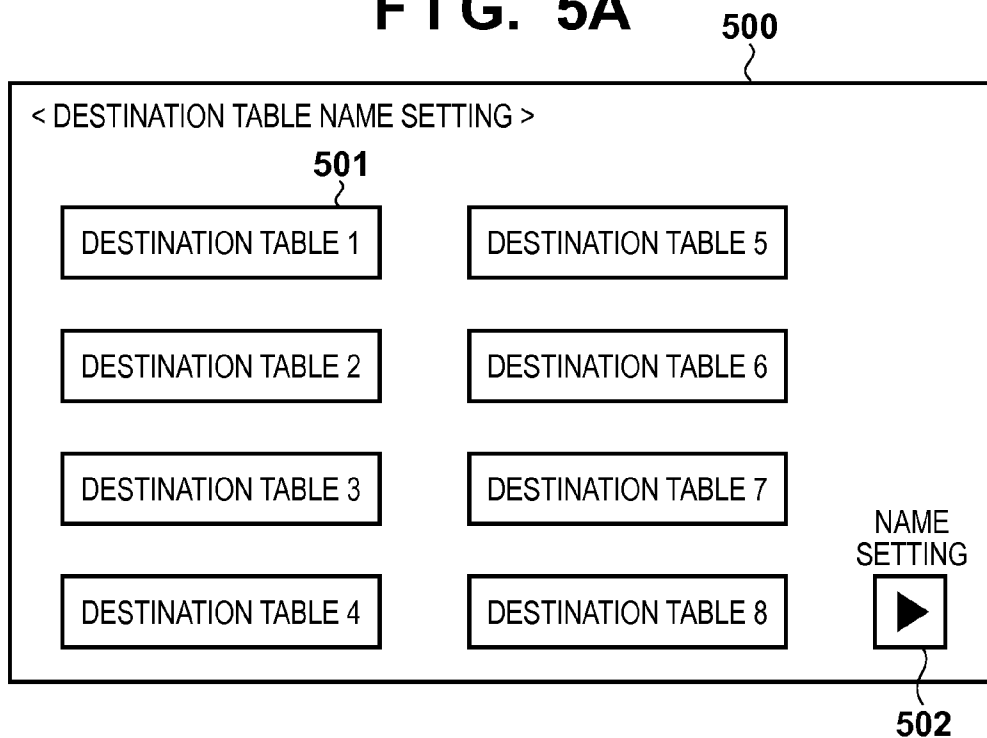 FIG. 5A
500
< DESTINATION TABLE NAME SETTING >
501
DESTINATION TABLE 1
DESTINATION TABLE 5
DESTINATION TABLE 2
DESTINATION TABLE 6
DESTINATION TABLE 3
DESTINATION TABLE 7
NAME
SETTING
DESTINATION TABLE 4
DESTINATION TABLE 8
502